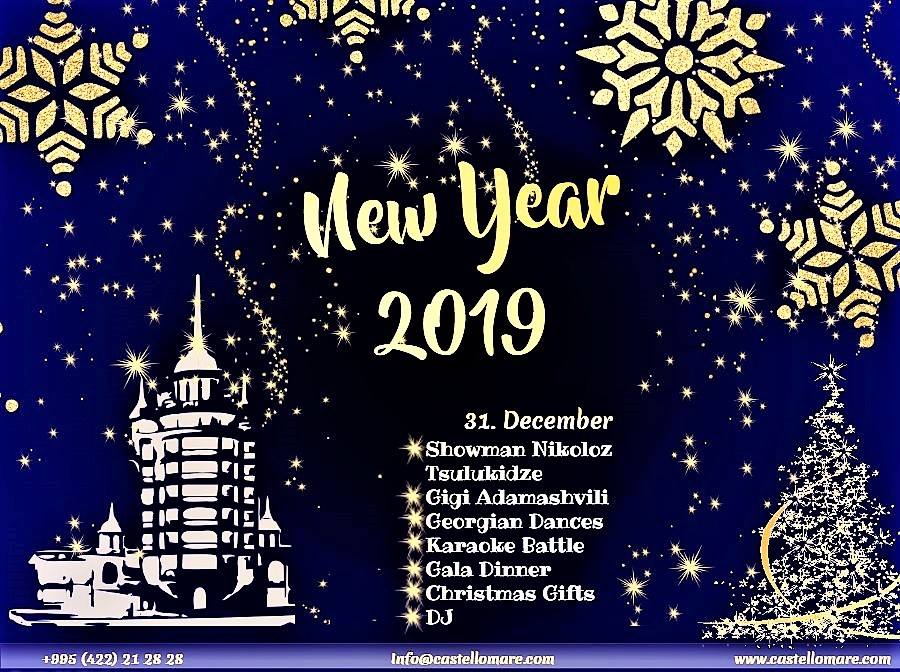 New Year
2019
31. December
Showman Nikoloz
Tsulukidze
Gigi Adamashvili
Georgian Dances
Karaoke Battle
Gala Dinner
Christmas Gifts
DJ
+995 (422) 21 28 28
info@castellomare.com
www.castellomare.com